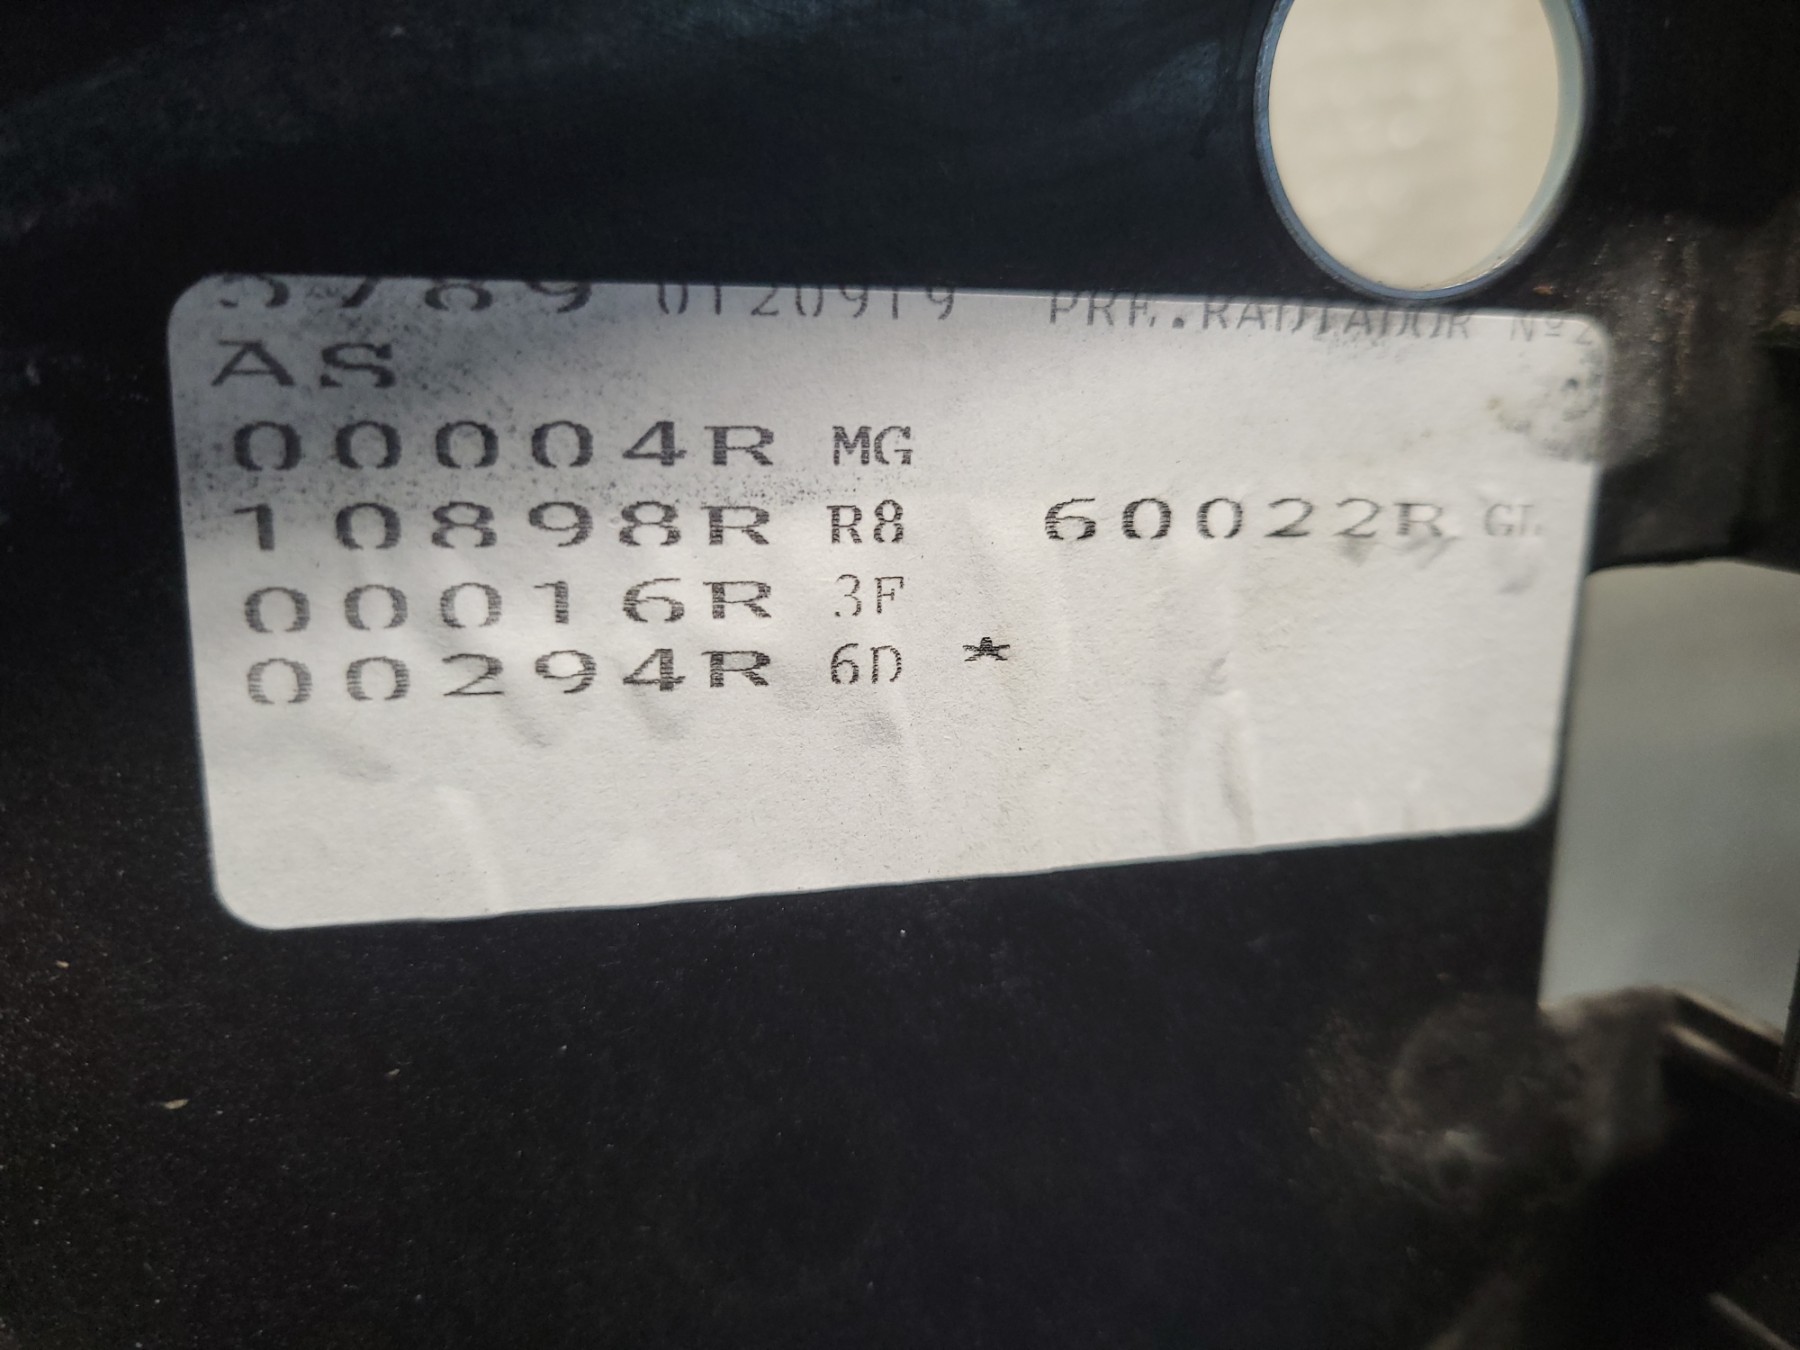 5789 0120919 PRE.RADIADOR Nº2
AS
00004R MG
10898R R8 60022R GL
00016R 3F
00294R 6D *